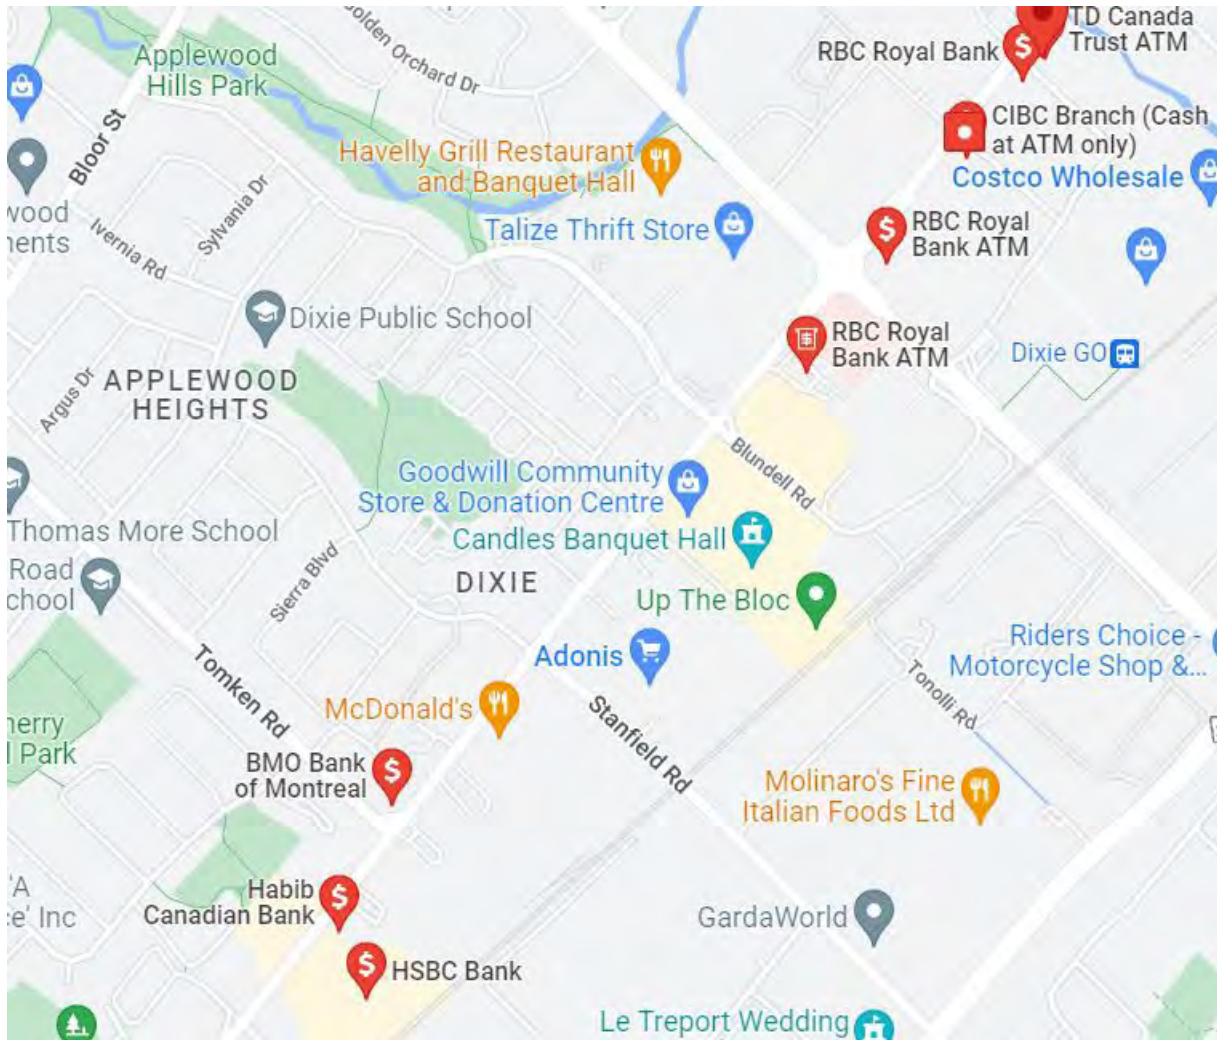 TD Canada
Trust ATM
RBC Royal Bank
Golden Orchard Dr
Applewood
Hills Park
Bloor St
CIBC Branch (Cash
at ATM only)
Havelly Grill Restaurant
and Banquet Hall
Costco Wholesale
Sylvania Dr
wood
nents
Ivernia Rd
Talize Thrift Store
RBC Royal
Bank ATM
Dixie Public School
RBC Royal
Bank ATM
Dixie GO
Argus Dr
APPLEWOOD
HEIGHTS
Blundell Rd
Goodwill Community
Store & Donation Centre
Thomas More School
Candles Banquet Hall
Road
chool
Sierra Blvd
DIXIE
Up The Bloc
Adonis
Riders Choice -
Motorcycle Shop &...
Tomken Rd
Tonolli Rd
McDonald's
Stanfield Rd
herry
l Park
BMO Bank
of Montreal
Molinaro's Fine
Italian Foods Ltd
'A
ce' Inc
Habib
Canadian Bank
GardaWorld
HSBC Bank
Le Treport Wedding